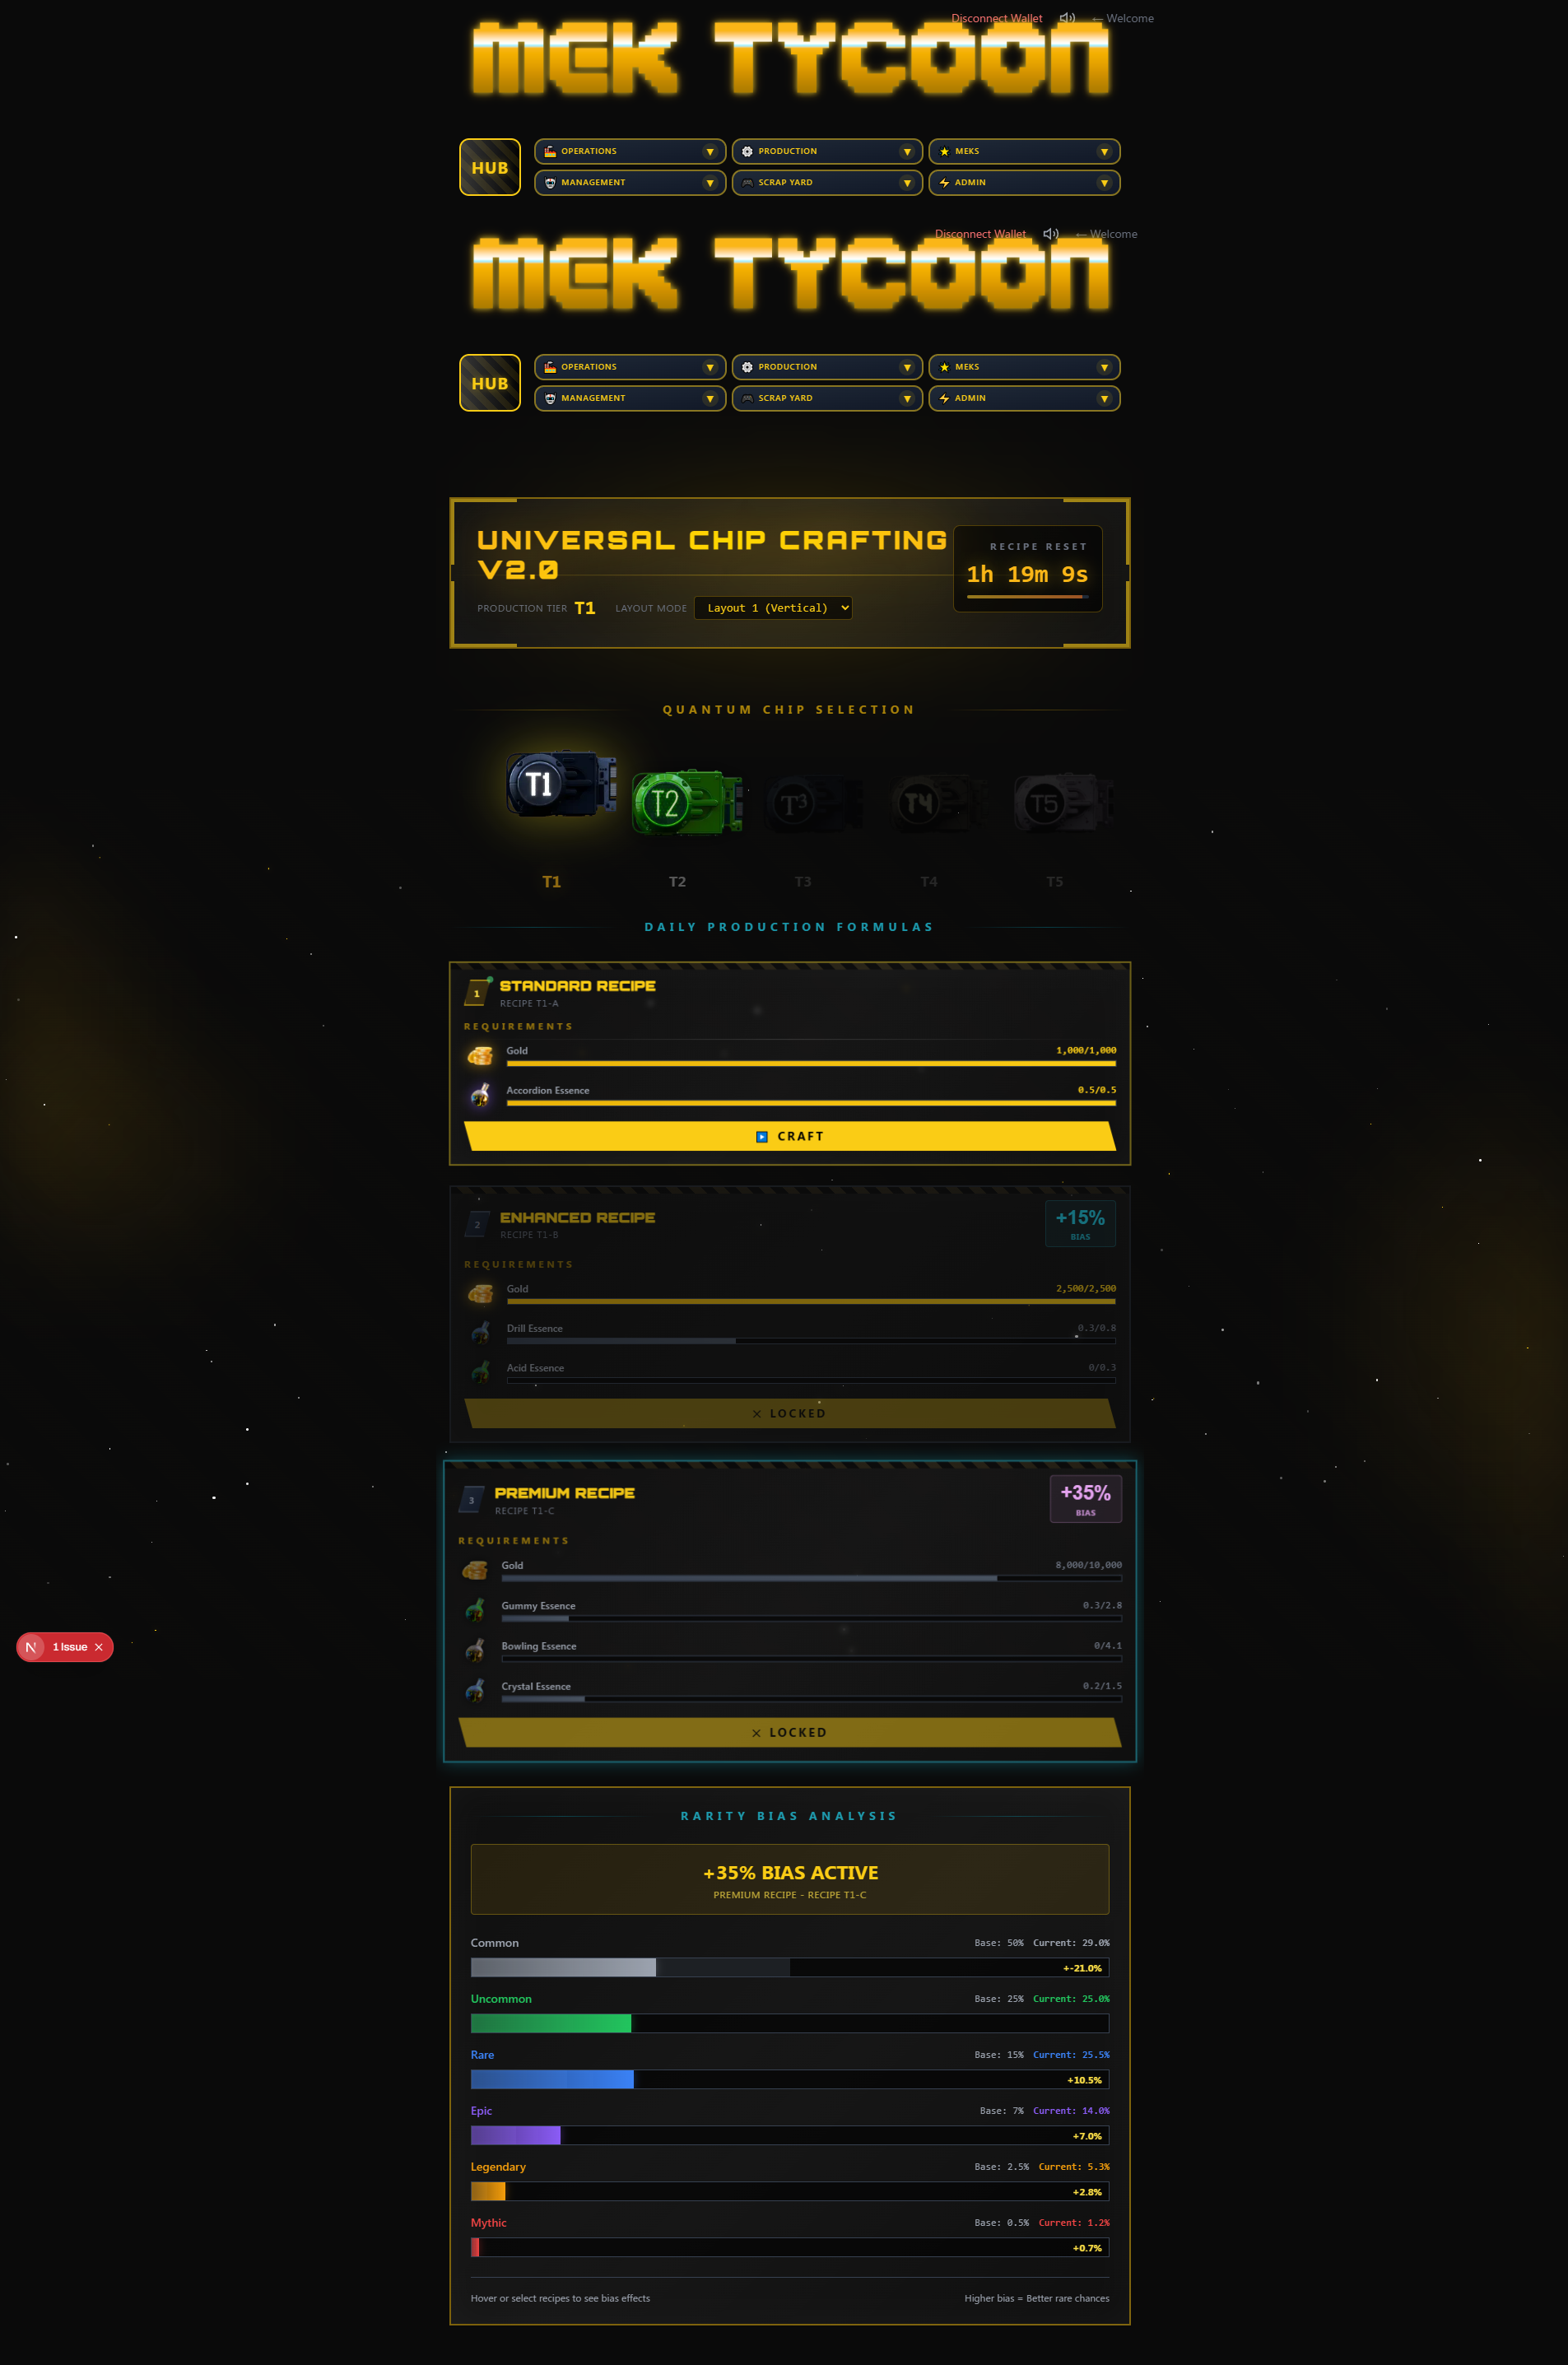 Disconnect Wallet ← Welcome
MEK TYCOON
HUB
OPERATIONS ▼ PRODUCTION ▼ MEKS ▼
MANAGEMENT ▼ SCRAP YARD ▼ ADMIN ▼
Disconnect Wallet ← Welcome
MEK TYCOON
HUB
OPERATIONS ▼ PRODUCTION ▼ MEKS ▼
MANAGEMENT ▼ SCRAP YARD ▼ ADMIN ▼
UNIVERSAL CHIP CRAFTING
V2.0
PRODUCTION TIER T1 LAYOUT MODE Layout 1 (Vertical)
RECIPE RESET
1h 19m 9s
QUANTUM CHIP SELECTION
T1 T2 T3 T4 T5
T1 T2 T3 T4 T5
DAILY PRODUCTION FORMULAS
1 STANDARD RECIPE
RECIPE T1-A
REQUIREMENTS
Gold 1,000/1,000
Accordion Essence 0.5/0.5
CRAFT
2 ENHANCED RECIPE
RECIPE T1-B
+15%
BIAS
REQUIREMENTS
Gold 2,500/2,500
Drill Essence 0.3/0.8
Acid Essence 0/0.3
✕ LOCKED
3 PREMIUM RECIPE
RECIPE T1-C
+35%
BIAS
REQUIREMENTS
Gold 8,000/10,000
Gummy Essence 0.3/2.8
Bowling Essence 0/4.1
Crystal Essence 0.2/1.5
✕ LOCKED
N 1 Issue ✕
RARITY BIAS ANALYSIS
+35% BIAS ACTIVE
PREMIUM RECIPE - RECIPE T1-C
Common Base: 50% Current: 29.0%
+-21.0%
Uncommon Base: 25% Current: 25.0%
Rare Base: 15% Current: 25.5%
+10.5%
Epic Base: 7% Current: 14.0%
+7.0%
Legendary Base: 2.5% Current: 5.3%
+2.8%
Mythic Base: 0.5% Current: 1.2%
+0.7%
Hover or select recipes to see bias effects Higher bias = Better rare chances